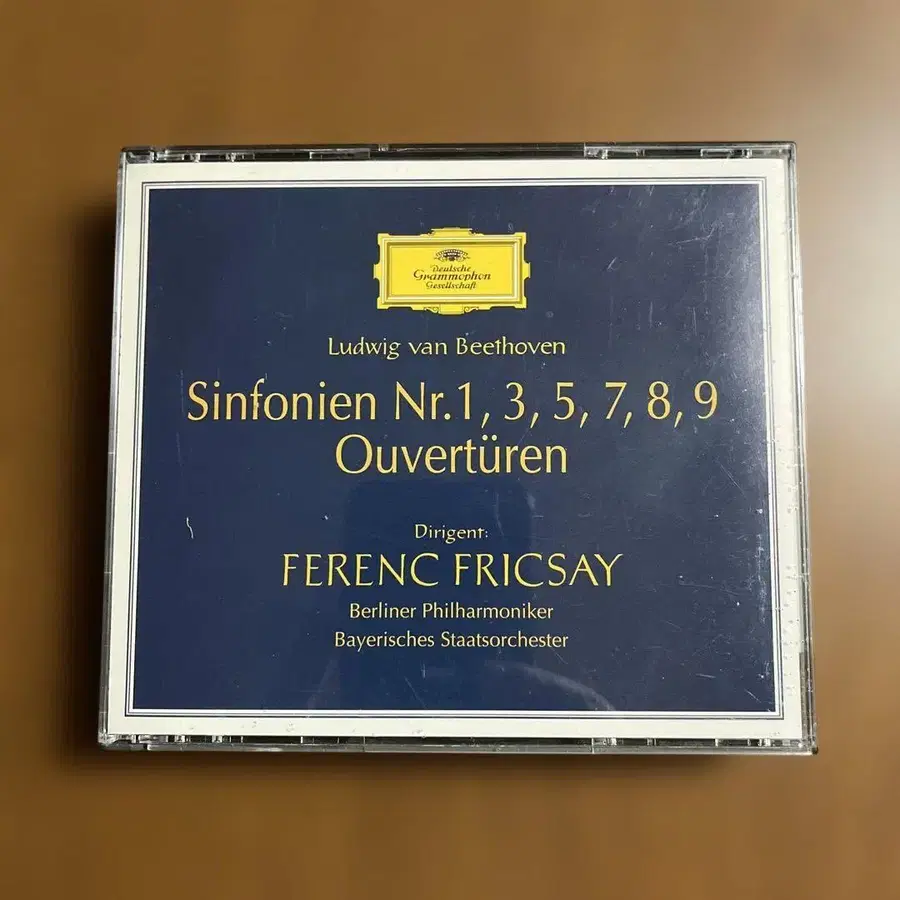 Deutsche
Grammophon
Gesellschaft
Ludwig van Beethoven
Sinfonien Nr.1, 3, 5, 7, 8, 9
Ouvertüren
Dirigent:
FERENC FRICSAY
Berliner Philharmoniker
Bayerisches Staatsorchester